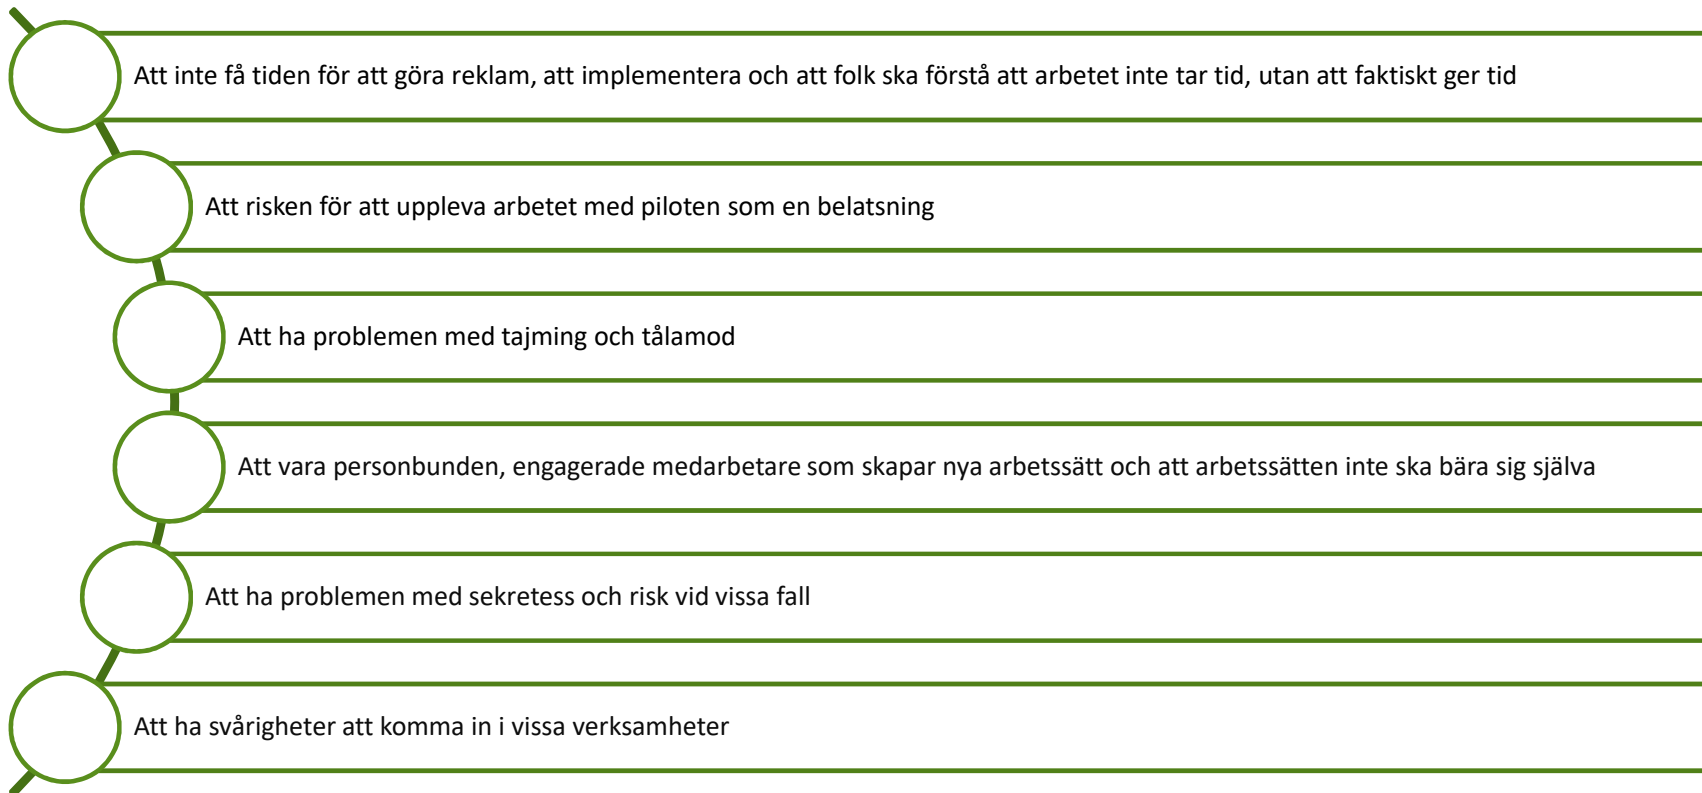 Att inte få tiden för att göra reklam, att implementera och att folk ska förstå att arbetet inte tar tid, utan att faktiskt ger tid
Att risken för att uppleva arbetet med piloten som en belatsning
Att ha problemen med tajming och tålamod
Att vara personbunden, engagerade medarbetare som skapar nya arbetssätt och att arbetssätten inte ska bära sig själva
Att ha problemen med sekretess och risk vid vissa fall
Att ha svårigheter att komma in i vissa verksamheter